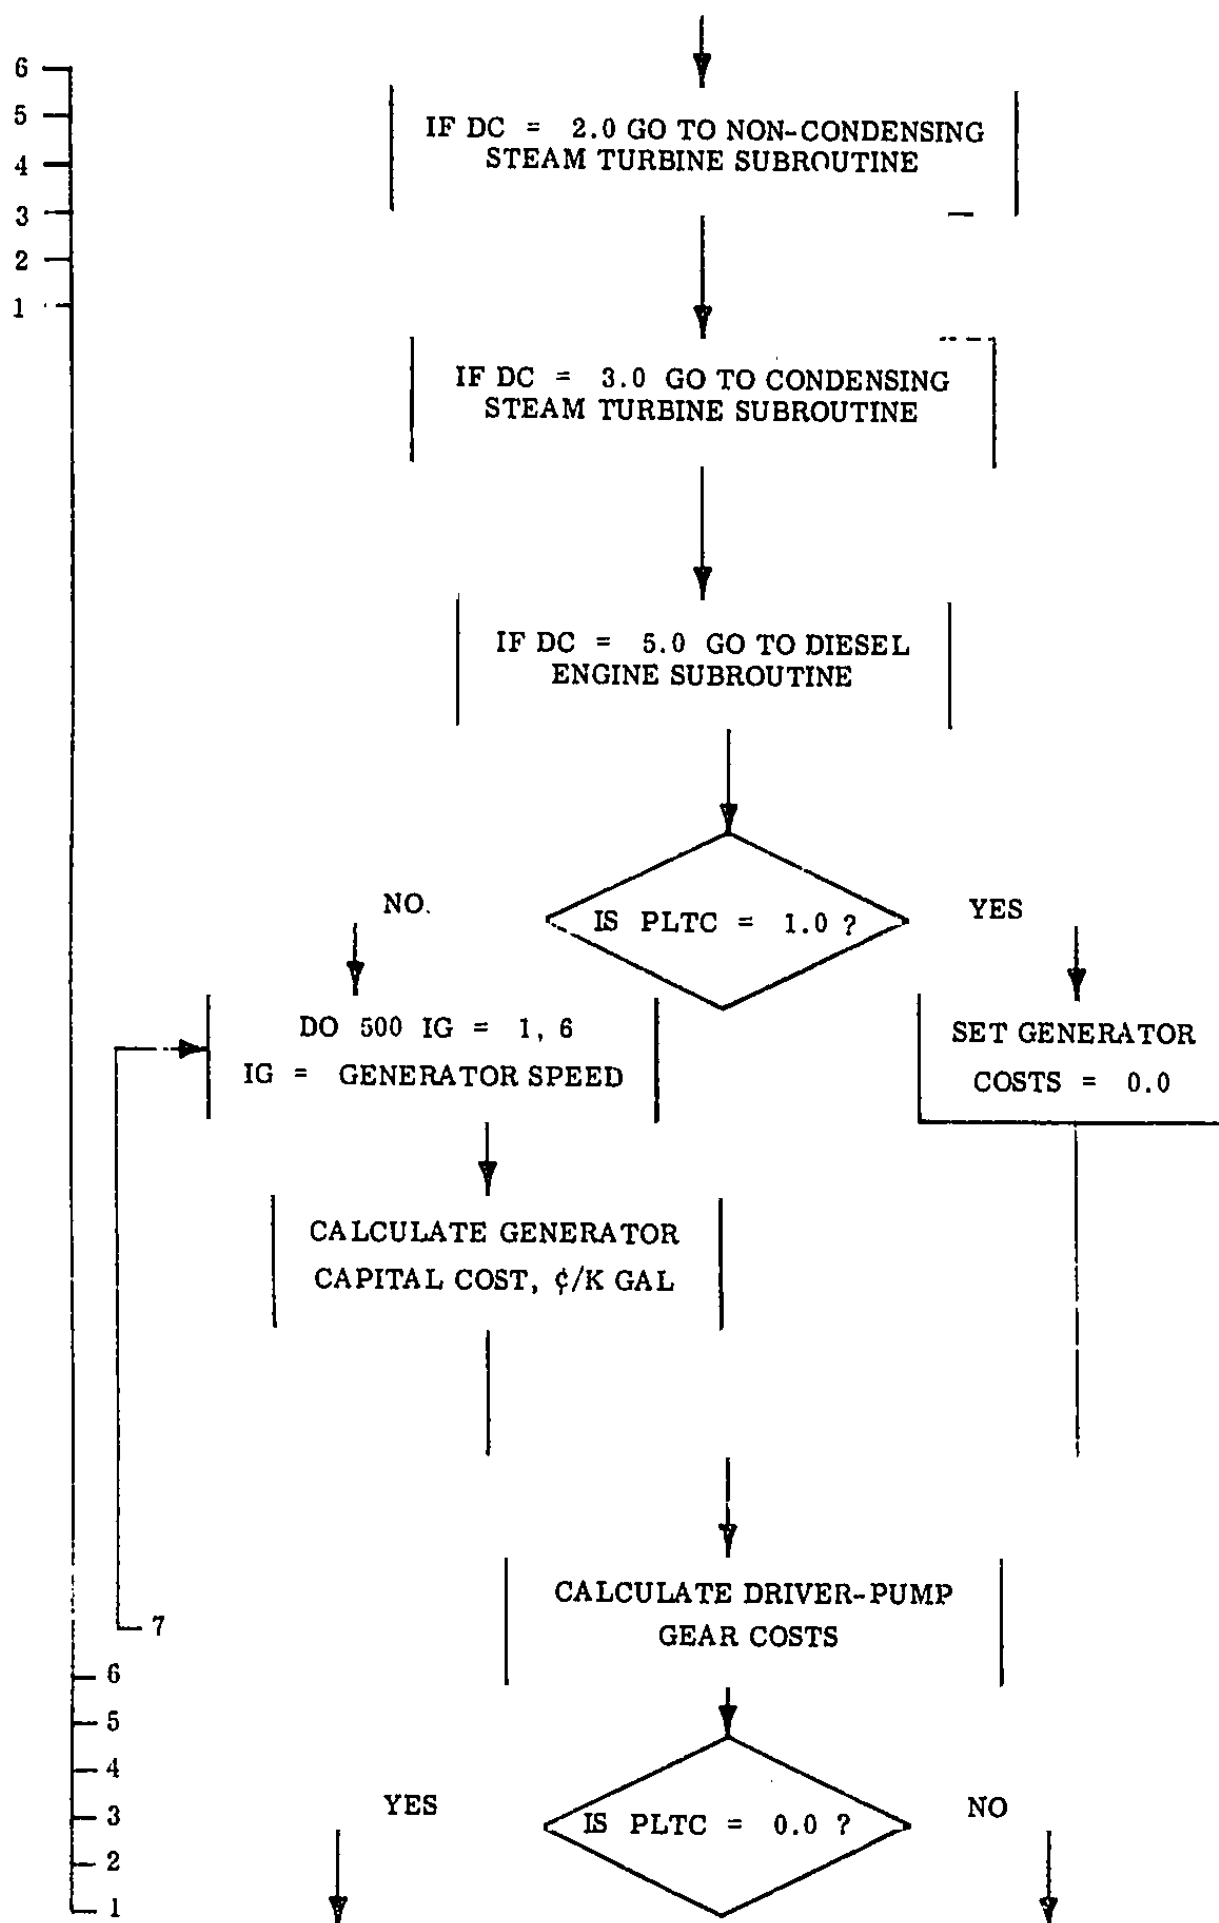 6
5
4
3
2
1
IF DC = 2.0 GO TO NON-CONDENSING
STEAM TURBINE SUBROUTINE
IF DC = 3.0 GO TO CONDENSING
STEAM TURBINE SUBROUTINE
IF DC = 5.0 GO TO DIESEL
ENGINE SUBROUTINE
NO.
IS PLTC = 1.0 ?
YES
DO 500 IG = 1, 6
IG = GENERATOR SPEED
SET GENERATOR
COSTS = 0.0
CALCULATE GENERATOR
CAPITAL COST, ¢/K GAL
CALCULATE DRIVER-PUMP
GEAR COSTS
7
6
5
4
3
2
1
YES
IS PLTC = 0.0 ?
NO